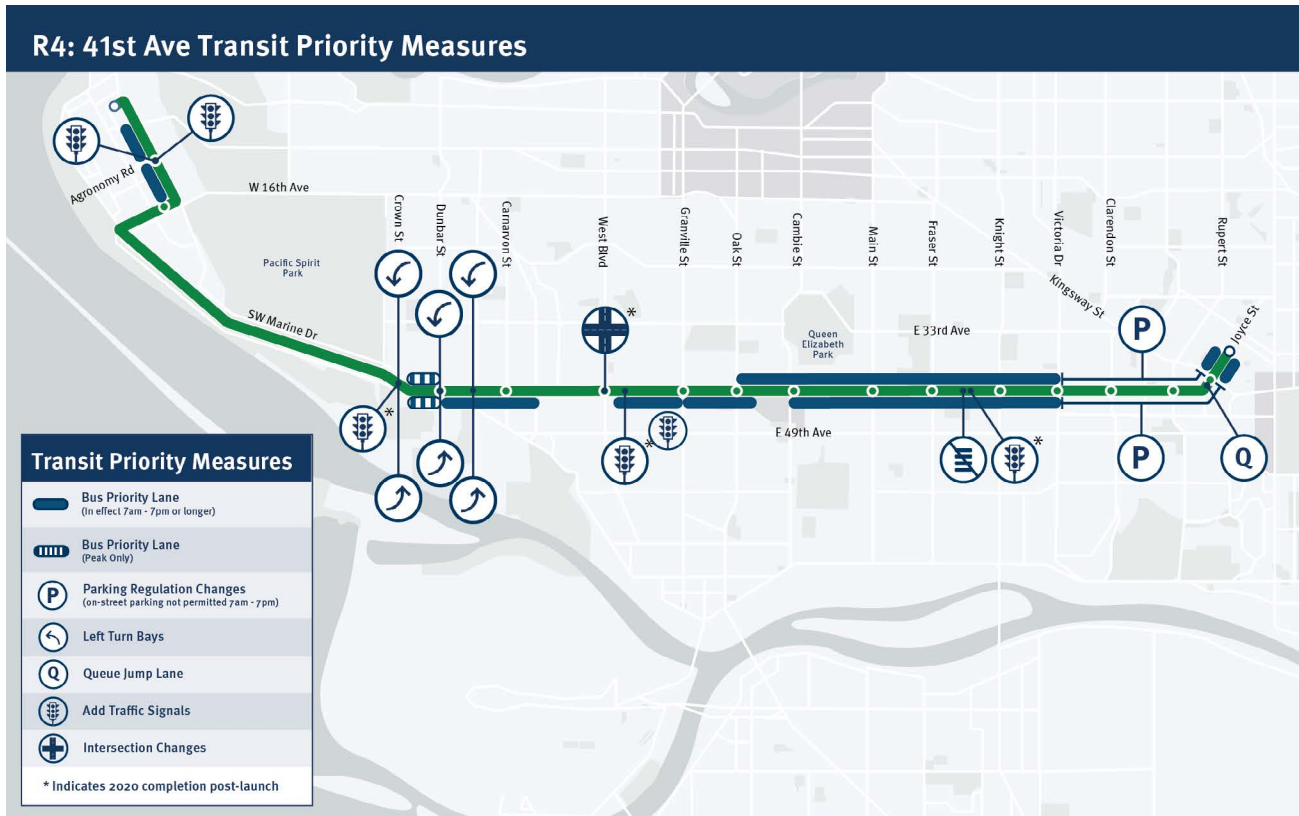 R4: 41st Ave Transit Priority Measures
Agronomy Rd
W 16th Ave
Pacific Spirit
Park
SW Marine Dr
Crown St
Dunbar St
Carnarvon St
West Blvd
Granville St
Oak St
Cambie St
Main St
Fraser St
Knight St
Victoria Dr
Clarendon St
Rupert St
Kingsway St
Joyce St
*
P
Queen
Elizabeth
Park
E 33rd Ave
*
*
E 49th Ave
*
P
Q
Transit Priority Measures
Bus Priority Lane
(In effect 7am - 7pm or longer)
Bus Priority Lane
(Peak Only)
P
Parking Regulation Changes
(on-street parking not permitted 7am - 7pm)
Left Turn Bays
Q
Queue Jump Lane
Add Traffic Signals
Intersection Changes
* Indicates 2020 completion post-launch